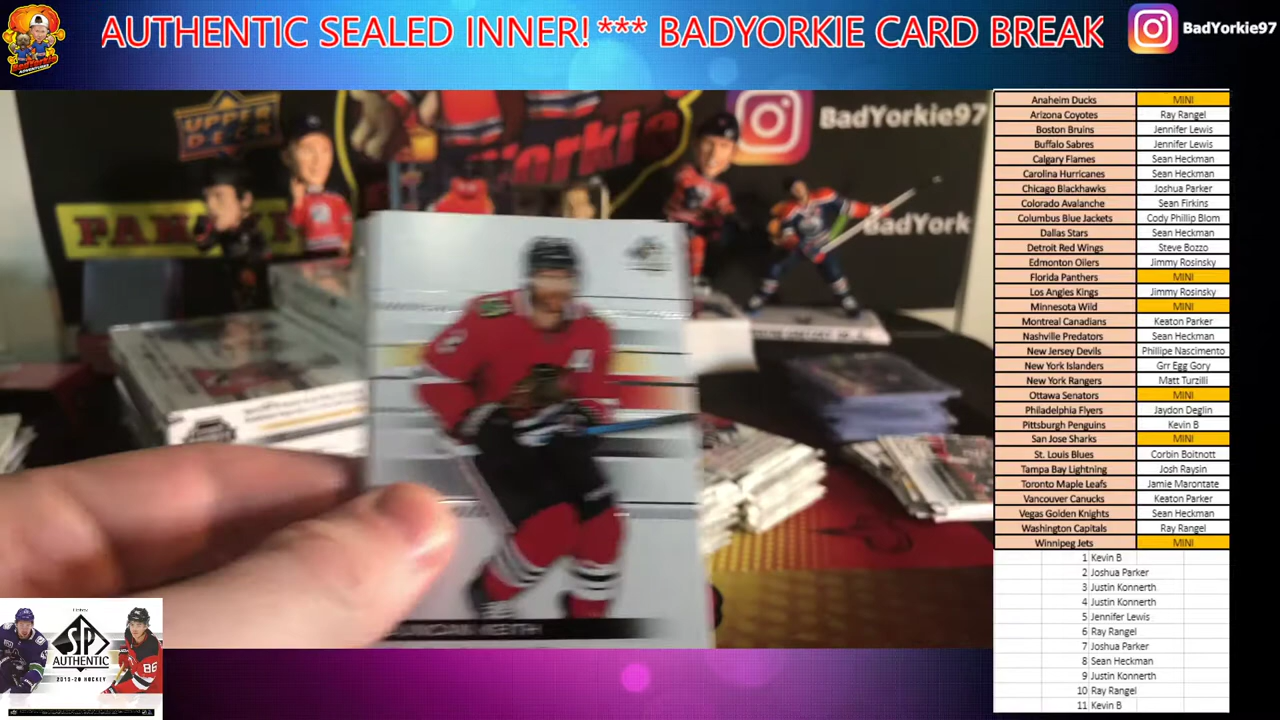 AUTHENTIC SEALED INNER! *** BADYORKIE CARD BREAK
BadYorkie97
UPPER DECK
BadYorkie97
Yorkie
PANINI
BadYork
KEITH
SP
AUTHENTIC
2019-20 HOCKEY
Anaheim Ducks MINI
Arizona Coyotes Ray Rangel
Boston Bruins Jennifer Lewis
Buffalo Sabres Jennifer Lewis
Calgary Flames Sean Heckman
Carolina Hurricanes Sean Heckman
Chicago Blackhawks Joshua Parker
Colorado Avalanche Sean Firkins
Columbus Blue Jackets Cody Phillip Blom
Dallas Stars Sean Heckman
Detroit Red Wings Steve Bozzo
Edmonton Oilers Jimmy Rosinsky
Florida Panthers MINI
Los Angles Kings Jimmy Rosinsky
Minnesota Wild MINI
Montreal Canadians Keaton Parker
Nashville Predators Sean Heckman
New Jersey Devils Phillipe Nascimento
New York Islanders Grr Egg Gory
New York Rangers Matt Turzilli
Ottawa Senators MINI
Philadelphia Flyers Jaydon Deglin
Pittsburgh Penguins Kevin B
San Jose Sharks MINI
St. Louis Blues Corbin Boitnott
Tampa Bay Lightning Josh Raysin
Toronto Maple Leafs Jamie Marontate
Vancouver Canucks Keaton Parker
Vegas Golden Knights Sean Heckman
Washington Capitals Ray Rangel
Winnipeg Jets MINI
1 Kevin B
2 Joshua Parker
3 Justin Konnerth
4 Justin Konnerth
5 Jennifer Lewis
6 Ray Rangel
7 Joshua Parker
8 Sean Heckman
9 Justin Konnerth
10 Ray Rangel
11 Kevin B